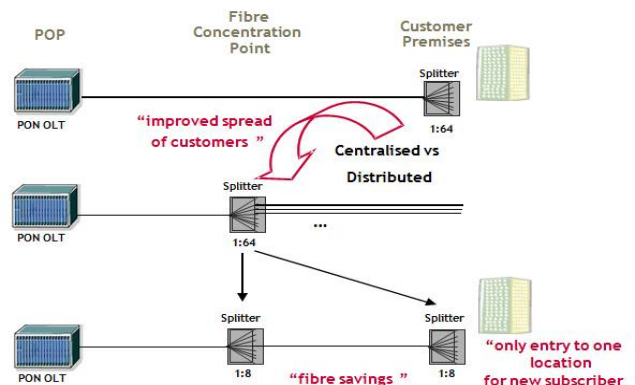 POP
Fibre
Concentration
Point
Customer
Premises
Splitter
PON OLT
1:64
"improved spread
of customers "
Centralised vs
Distributed
Splitter
...
PON OLT
1:64
Splitter
Splitter
PON OLT
1:8
1:8
"fibre savings "
"only entry to one
location
for new subscriber